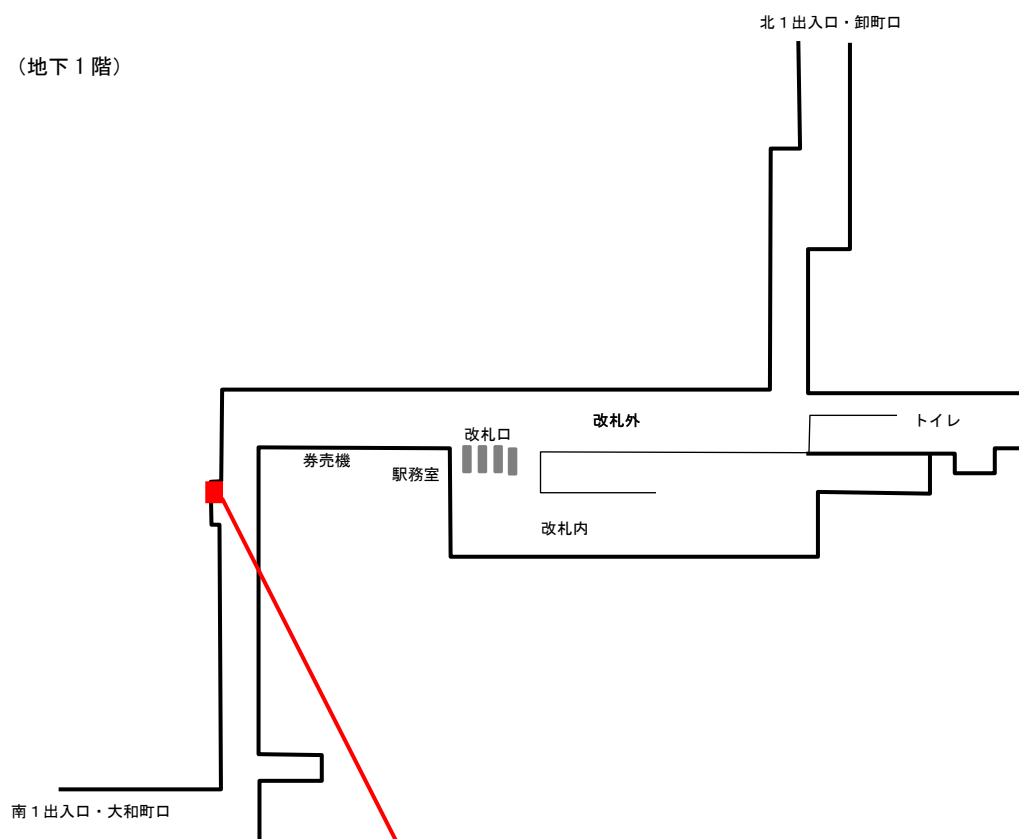 北１出入口・卸町口
（地下１階）
改札外
トイレ
改札口
券売機
駅務室
改札内
南１出入口・大和町口